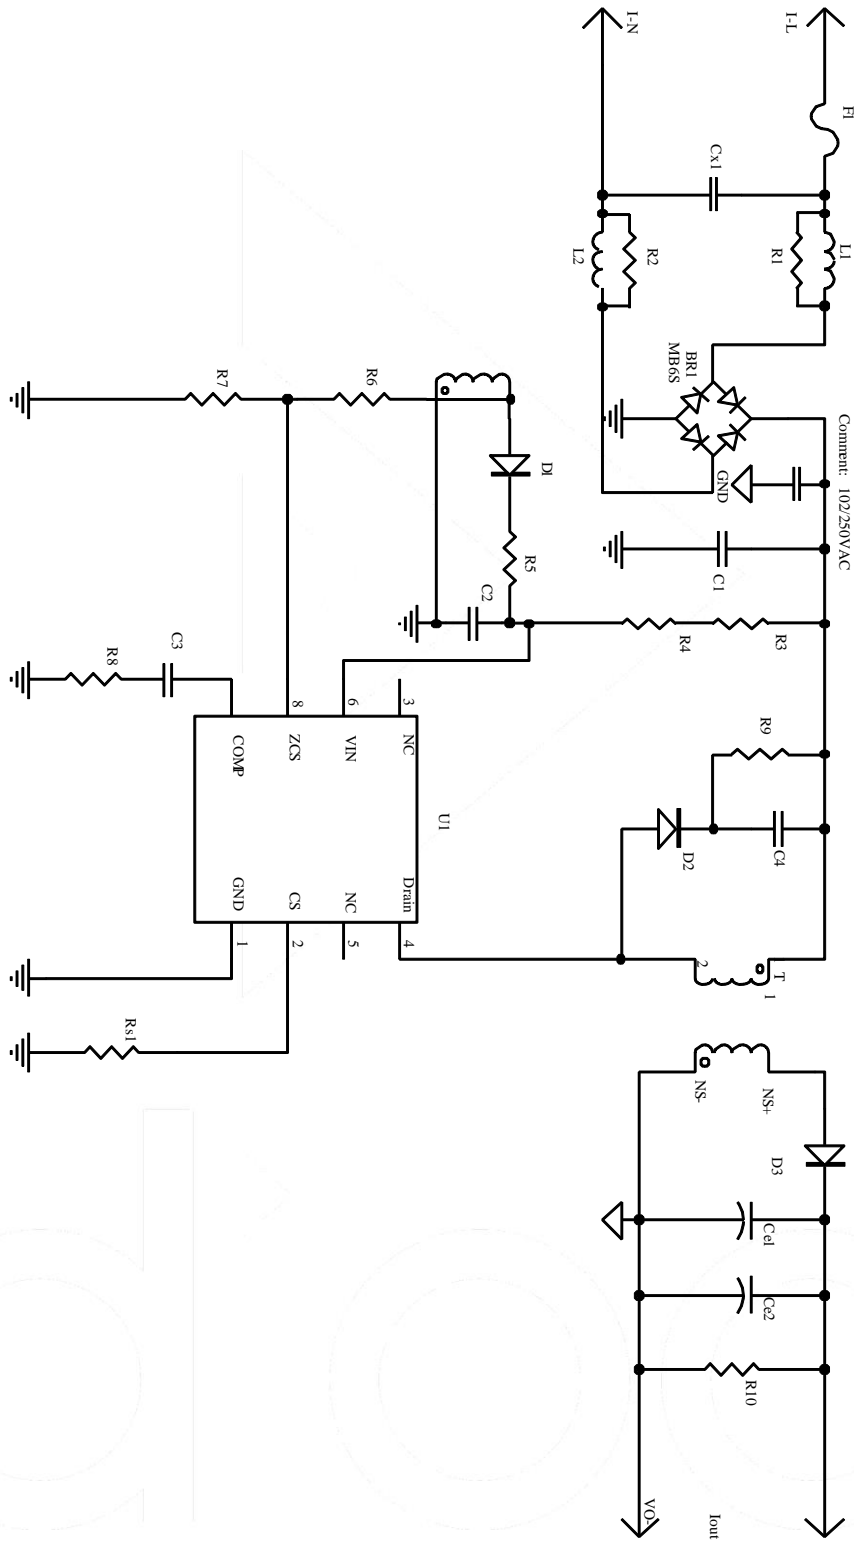 I-L
F1
L1
R1
Cx1
I-N
R2
L2
BR1
MB6S
Comment: 102/250VAC
GND
C1
R3
R4
R9
C4
D2
T
1
2
D1
R5
C2
R6
R7
C3
R8
U1
3
NC
6
VIN
8
ZCS
COMP
Drain
4
NC
5
CS
2
GND
1
Rs1
NS+
NS-
D3
Ce1
Ce2
R10
Iout
VO-